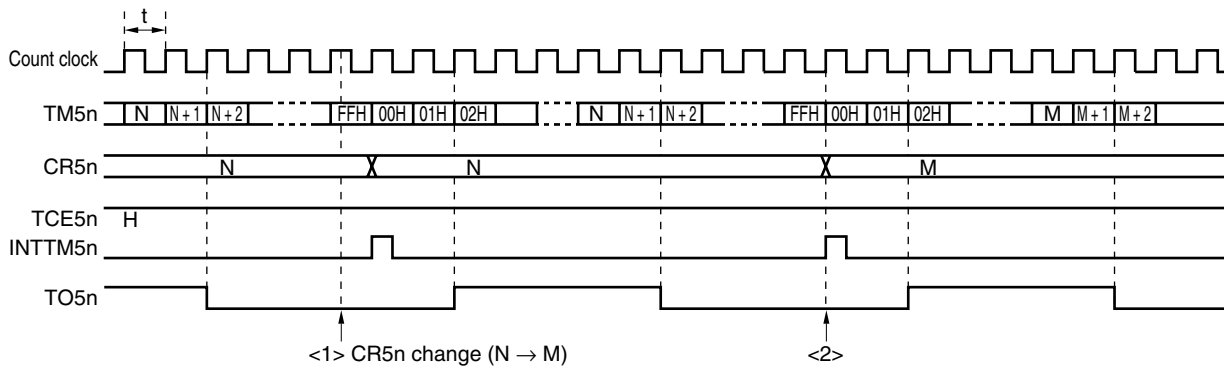 t
Count clock
TM5n N N + 1 N + 2 FFH 00H 01H 02H N N + 1 N + 2 FFH 00H 01H 02H M M + 1 M + 2
CR5n N N M
TCE5n H
INTTM5n
TO5n
<1> CR5n change (N → M) <2>